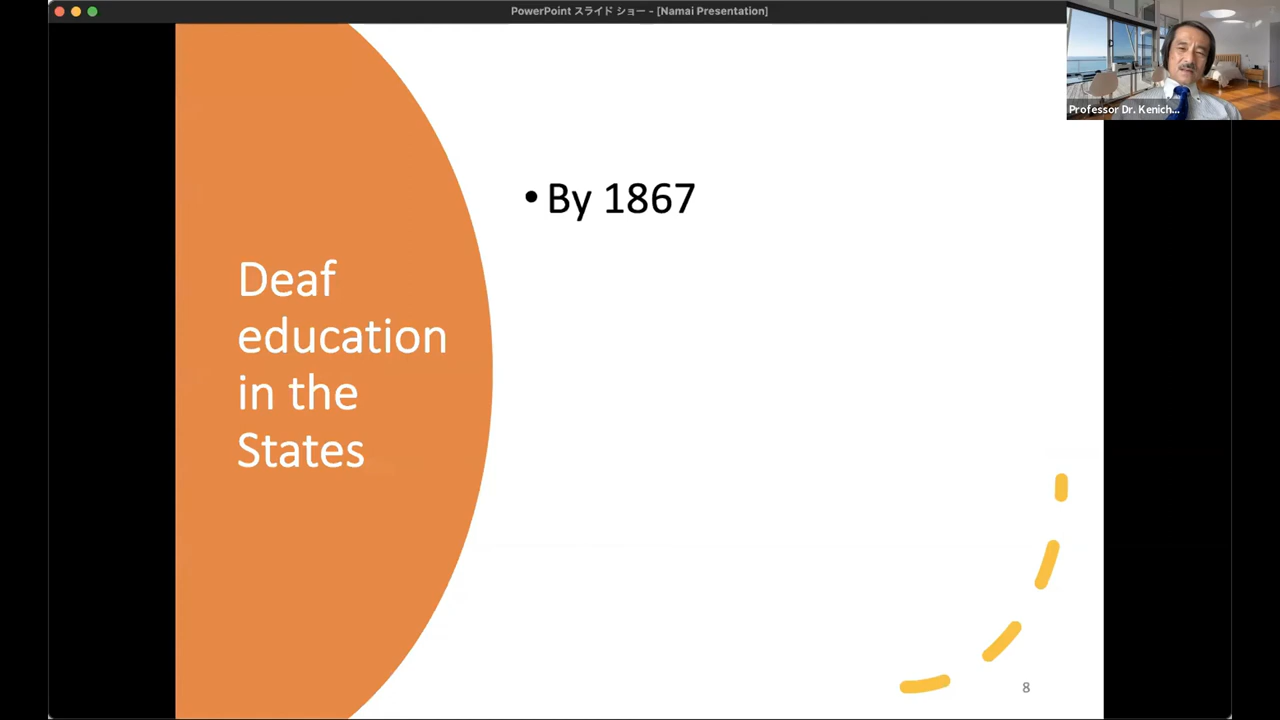 PowerPoint スライド ショー - [Namai Presentation]
Professor Dr. Kenich...
• By 1867
Deaf
education
in the
States
8